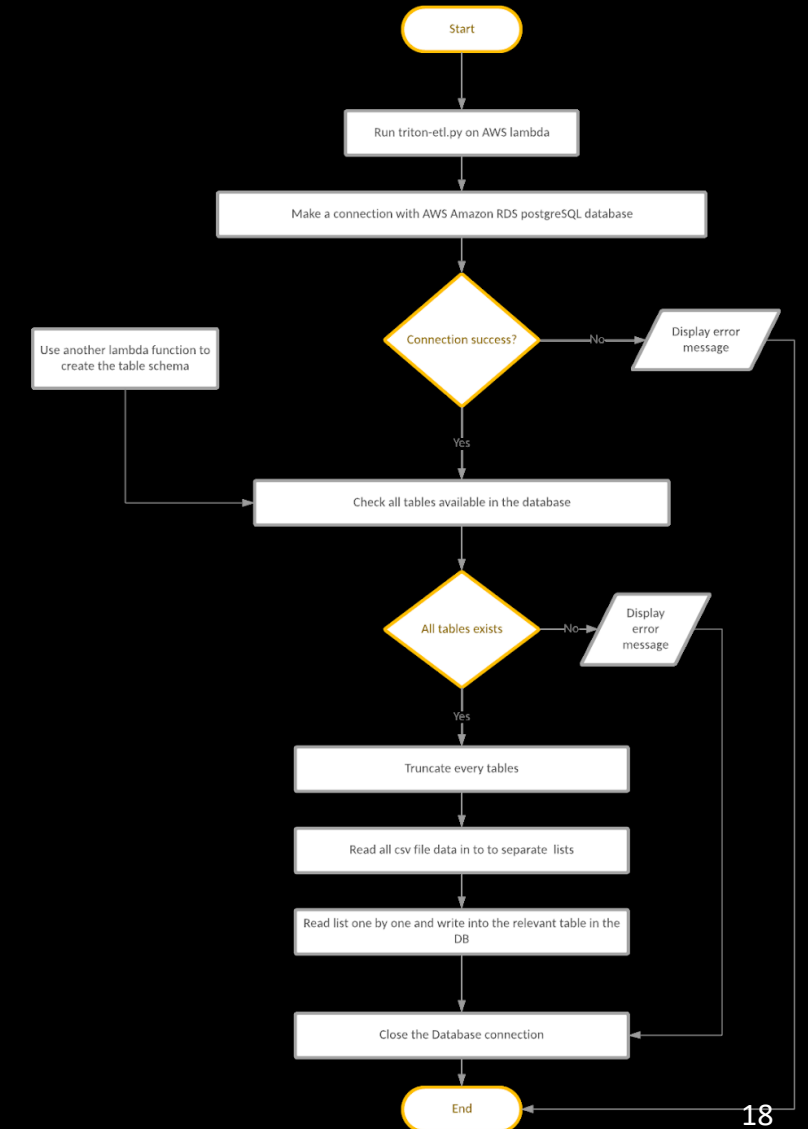 Start
Run triton-etl.py on AWS lambda
Make a connection with AWS Amazon RDS postgreSQL database
Connection success?
No
Display error
message
Use another lambda function to
create the table schema
Yes
Check all tables available in the database
All tables exists
No
Display
error
message
Yes
Truncate every tables
Read all csv file data in to to separate lists
Read list one by one and write into the relevant table in the
DB
Close the Database connection
End
18